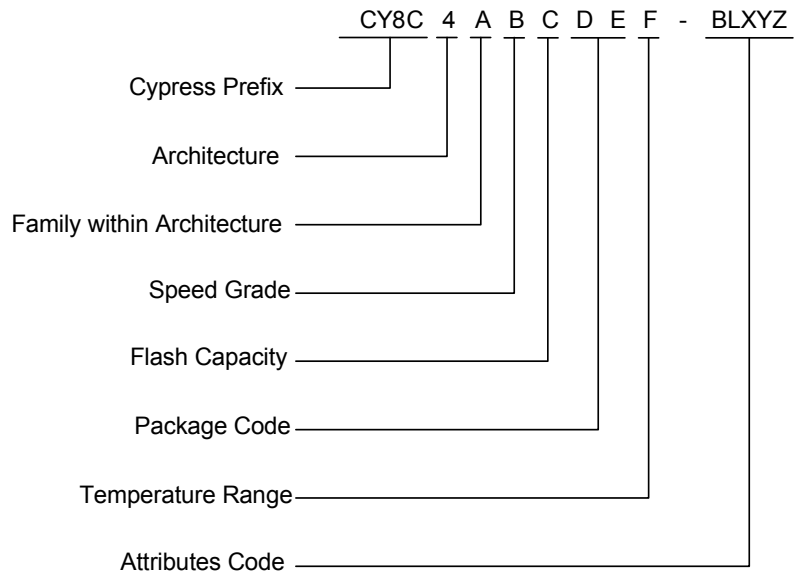 CY8C 4 A B C D E F - BLXYZ
Cypress Prefix
Architecture
Family within Architecture
Speed Grade
Flash Capacity
Package Code
Temperature Range
Attributes Code